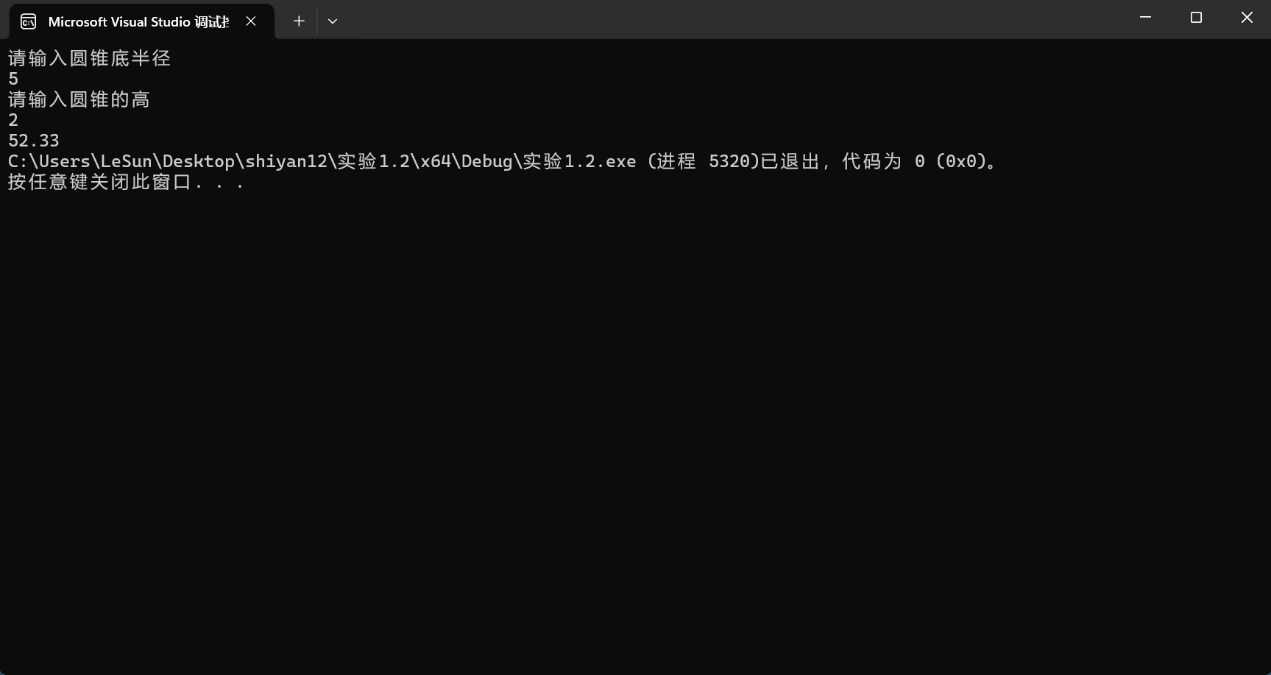 Microsoft Visual Studio 调试
请输入圆锥底半径
5
请输入圆锥的高
2
52.33
C:\Users\LeSun\Desktop\shiyan12\实验1.2\x64\Debug\实验1.2.exe (进程 5320)已退出，代码为 0 (0x0)。
按任意键关闭此窗口. . .